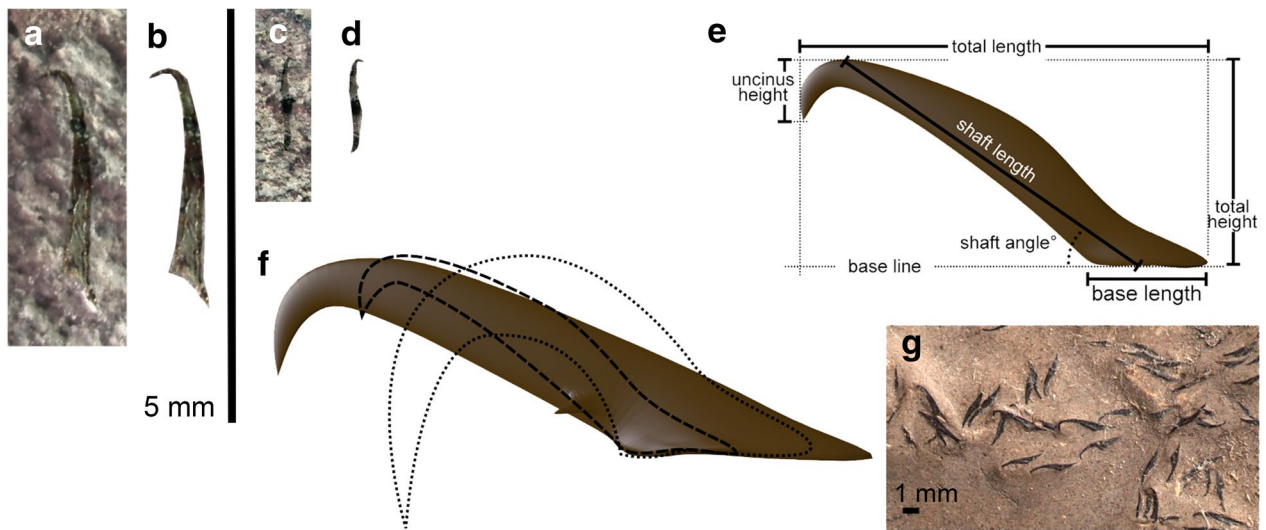 a
b
5 mm
c
d
e
total length
uncinus
height
shaft length
shaft angle°
total
height
base line
base length
f
g
1 mm